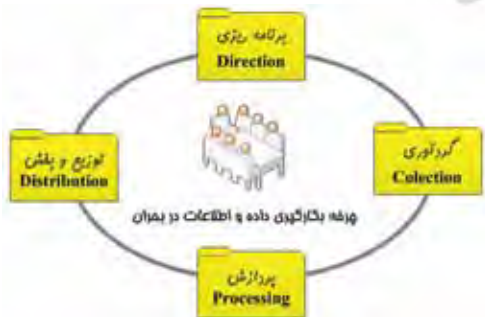 برنامه ریزی
Direction
گردآوری
Colection
توزیع و پخش
Distribution
چرخه بکارگیری داده و اطلاعات در بحران
پردازش
Processing